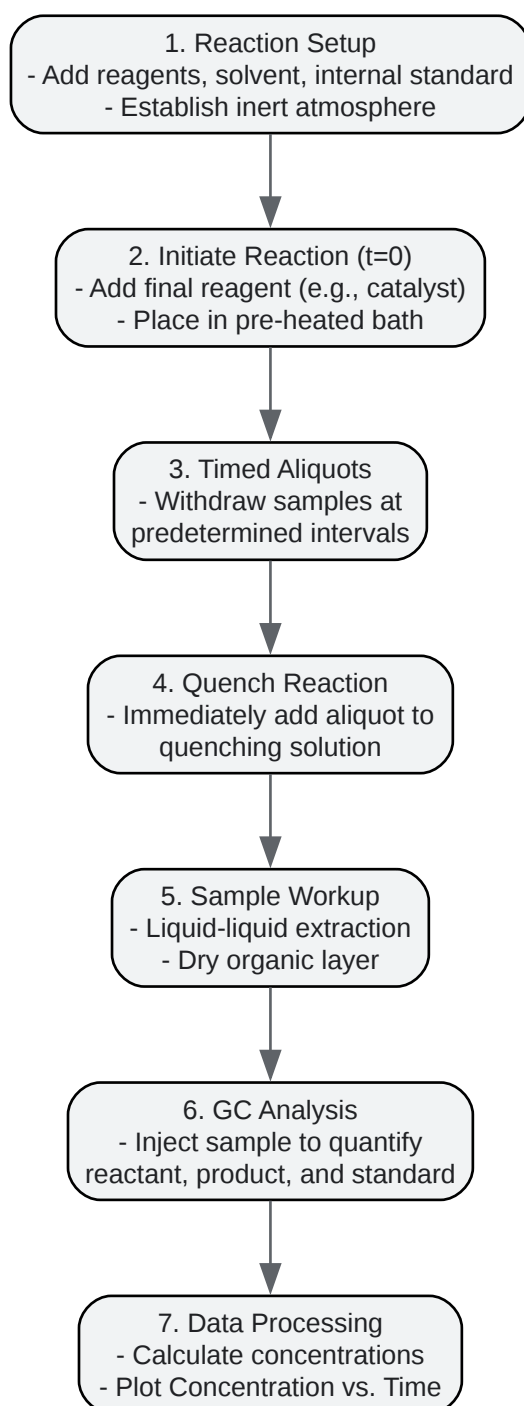 1. Reaction Setup
- Add reagents, solvent, internal standard
- Establish inert atmosphere
2. Initiate Reaction (t=0)
- Add final reagent (e.g., catalyst)
- Place in pre-heated bath
3. Timed Aliquots
- Withdraw samples at
predetermined intervals
4. Quench Reaction
- Immediately add aliquot to
quenching solution
5. Sample Workup
- Liquid-liquid extraction
- Dry organic layer
6. GC Analysis
- Inject sample to quantify
reactant, product, and standard
7. Data Processing
- Calculate concentrations
- Plot Concentration vs. Time